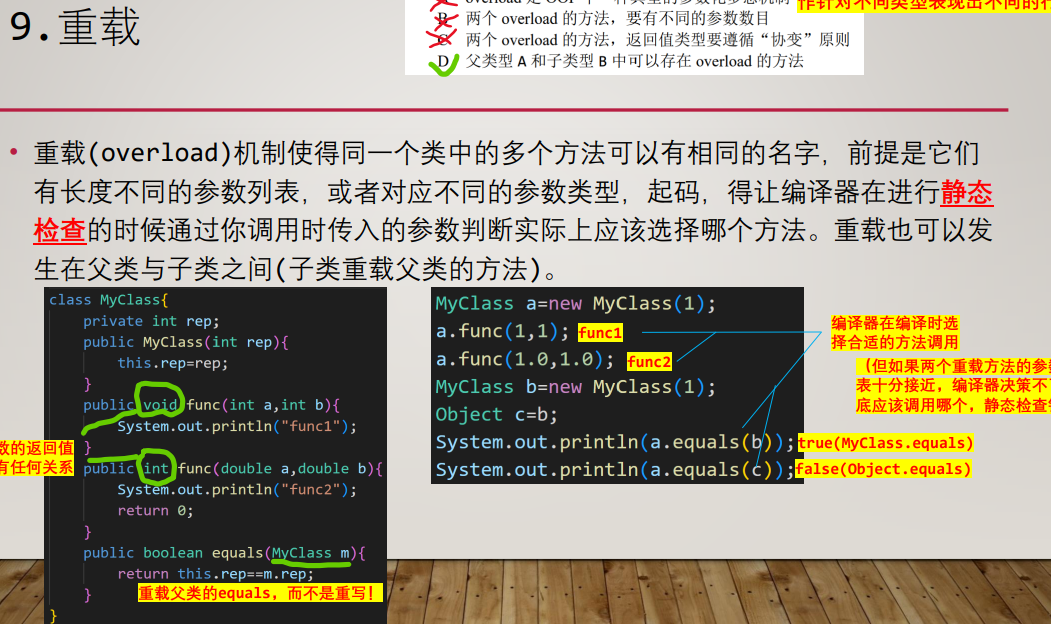 9.重载
作针对不同类型表现出不同的行
B 两个 overload 的方法，要有不同的参数数目
C 两个 overload 的方法，返回值类型要遵循“协变”原则
D 父类型 A 和子类型 B 中可以存在 overload 的方法
• 重载(overload)机制使得同一个类中的多个方法可以有相同的名字，前提是它们
有长度不同的参数列表，或者对应不同的参数类型，起码，得让编译器在进行静态
检查的时候通过你调用时传入的参数判断实际上应该选择哪个方法。重载也可以发
生在父类与子类之间(子类重载父类的方法)。
class MyClass{
private int rep;
public MyClass(int rep){
this.rep=rep;
}
public void func(int a,int b){
System.out.println("func1");
}
public int func(double a,double b){
System.out.println("func2");
return 0;
}
public boolean equals(MyClass m){
return this.rep==m.rep;
}
}
数的返回值
有任何关系
重载父类的equals，而不是重写！
MyClass a=new MyClass(1);
a.func(1,1); func1
a.func(1.0,1.0); func2
MyClass b=new MyClass(1);
Object c=b;
System.out.println(a.equals(b)); true(MyClass.equals)
System.out.println(a.equals(c)); false(Object.equals)
编译器在编译时选
择合适的方法调用
（但如果两个重载方法的参数
表十分接近，编译器决策不了
底应该调用哪个，静态检查